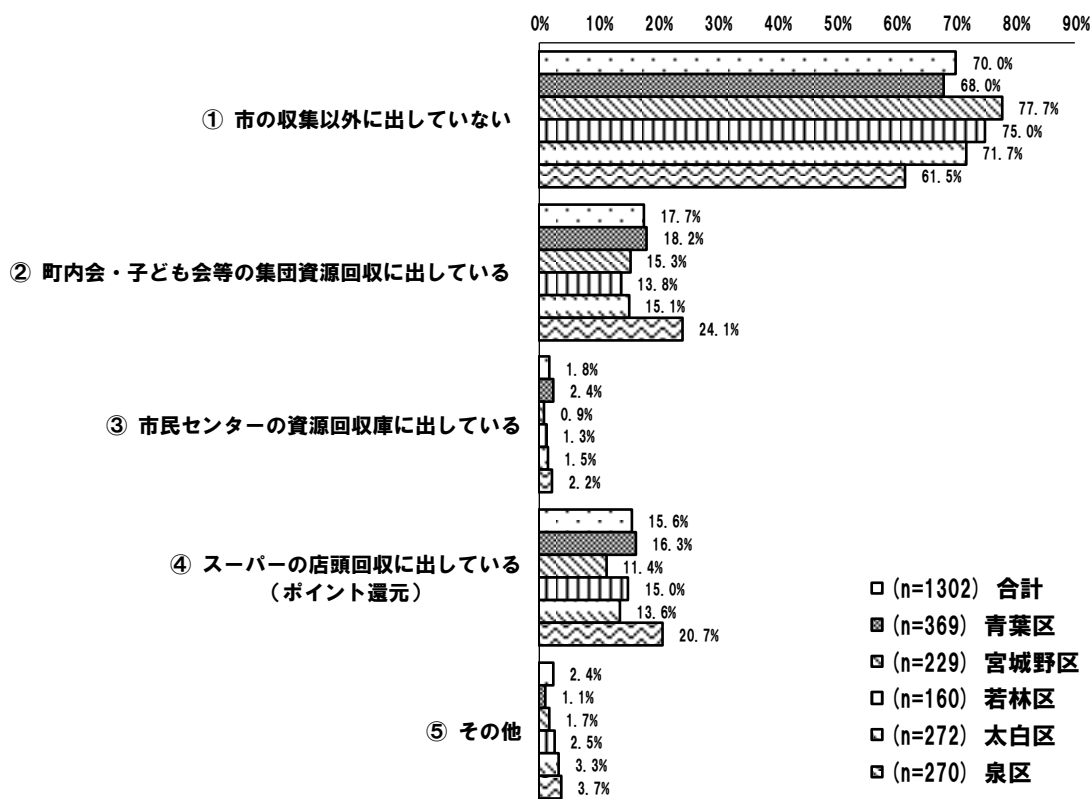 0% 10% 20% 30% 40% 50% 60% 70% 80% 90%
① 市の収集以外に出していない
70.0%
68.0%
77.7%
75.0%
71.7%
61.5%
② 町内会・子ども会等の集団資源回収に出している
17.7%
18.2%
15.3%
13.8%
15.1%
24.1%
③ 市民センターの資源回収庫に出している
1.8%
2.4%
0.9%
1.3%
1.5%
2.2%
④ スーパーの店頭回収に出している
（ポイント還元）
15.6%
16.3%
11.4%
15.0%
13.6%
20.7%
⑤ その他
2.4%
1.1%
1.7%
2.5%
3.3%
3.7%
(n=1302) 合計
(n=369) 青葉区
(n=229) 宮城野区
(n=160) 若林区
(n=272) 太白区
(n=270) 泉区